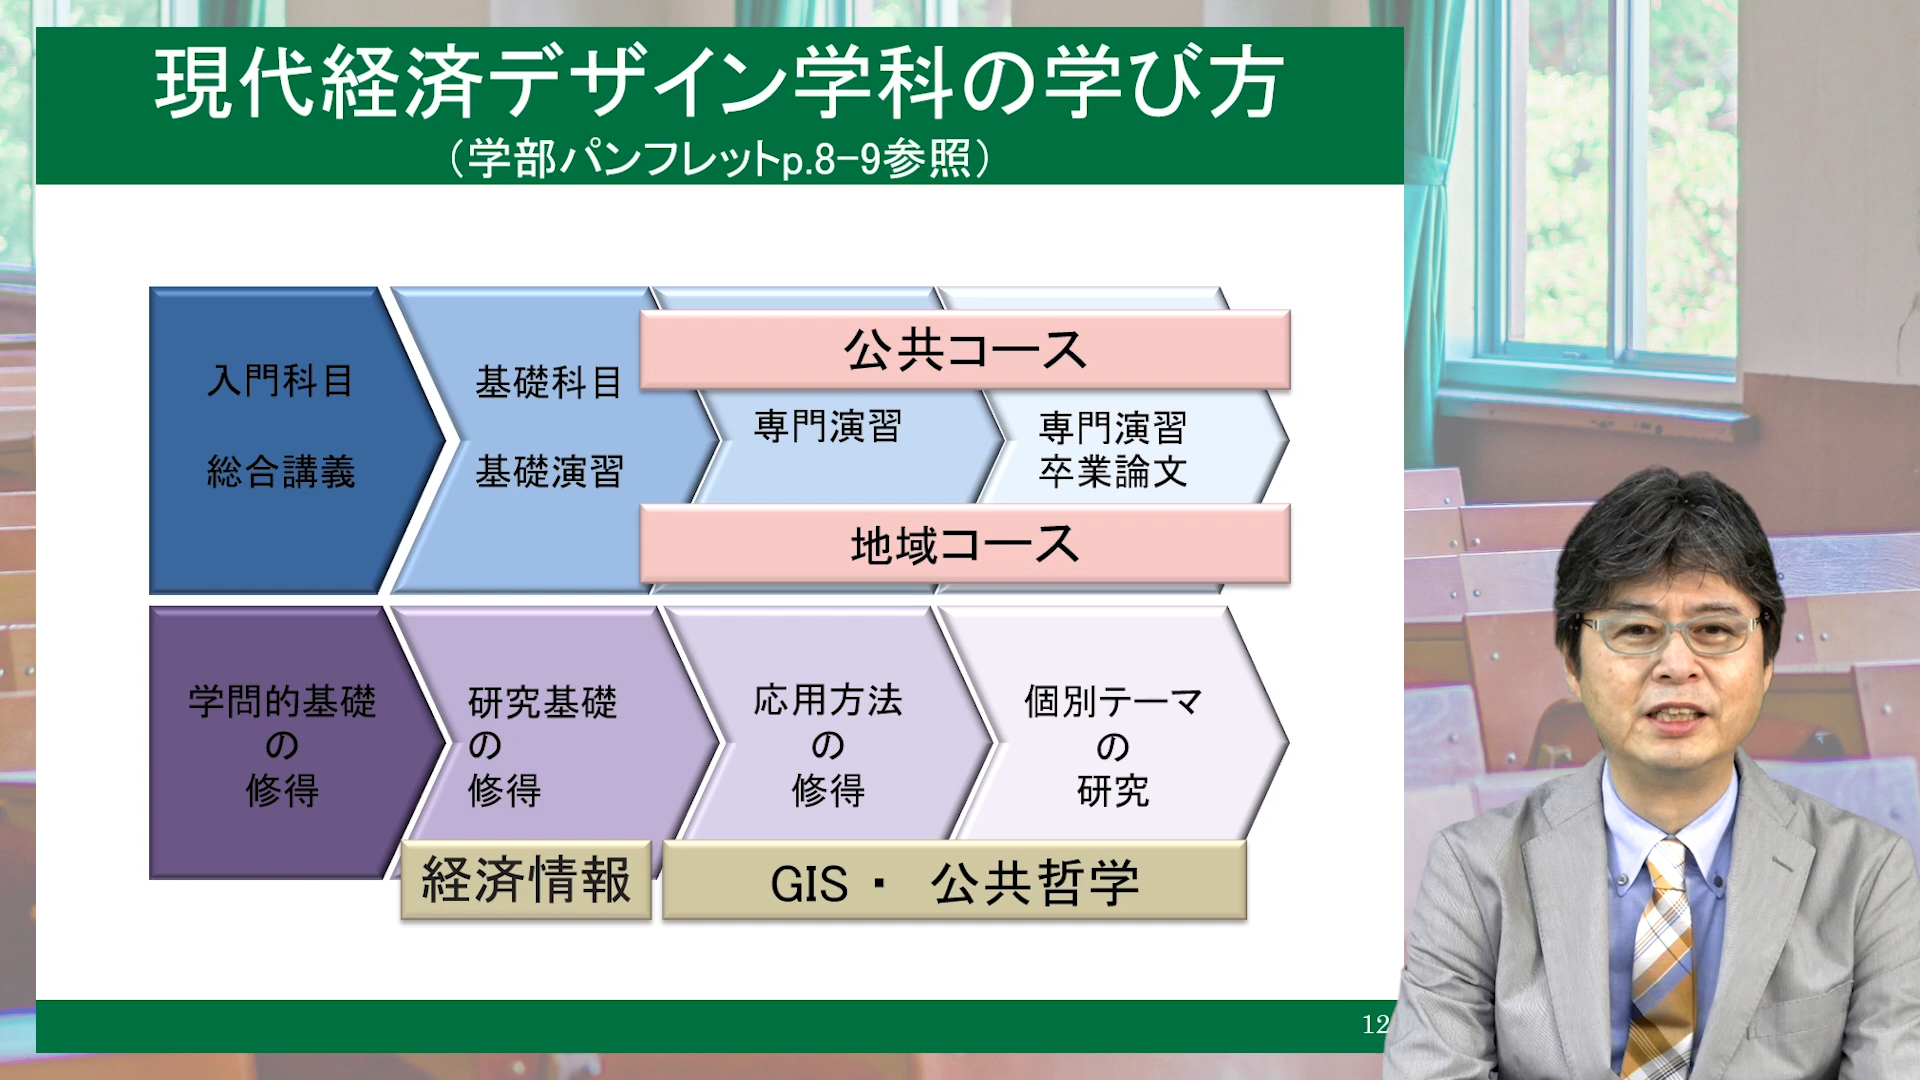 現代経済デザイン学科の学び方
（学部パンフレットp.8-9参照）
公共コース
入門科目
総合講義
基礎科目
基礎演習
専門演習
専門演習
卒業論文
地域コース
学問的基礎
の
修得
研究基礎
の
修得
応用方法
の
修得
個別テーマ
の
研究
経済情報
GIS ・ 公共哲学
12